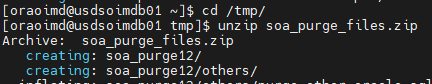 [oraoimd@usdsoimdb01 ~]$ cd /tmp/
[oraoimd@usdsoimdb01 tmp]$ unzip soa_purge_files.zip
Archive:  soa_purge_files.zip
   creating: soa_purge12/
   creating: soa_purge12/others/